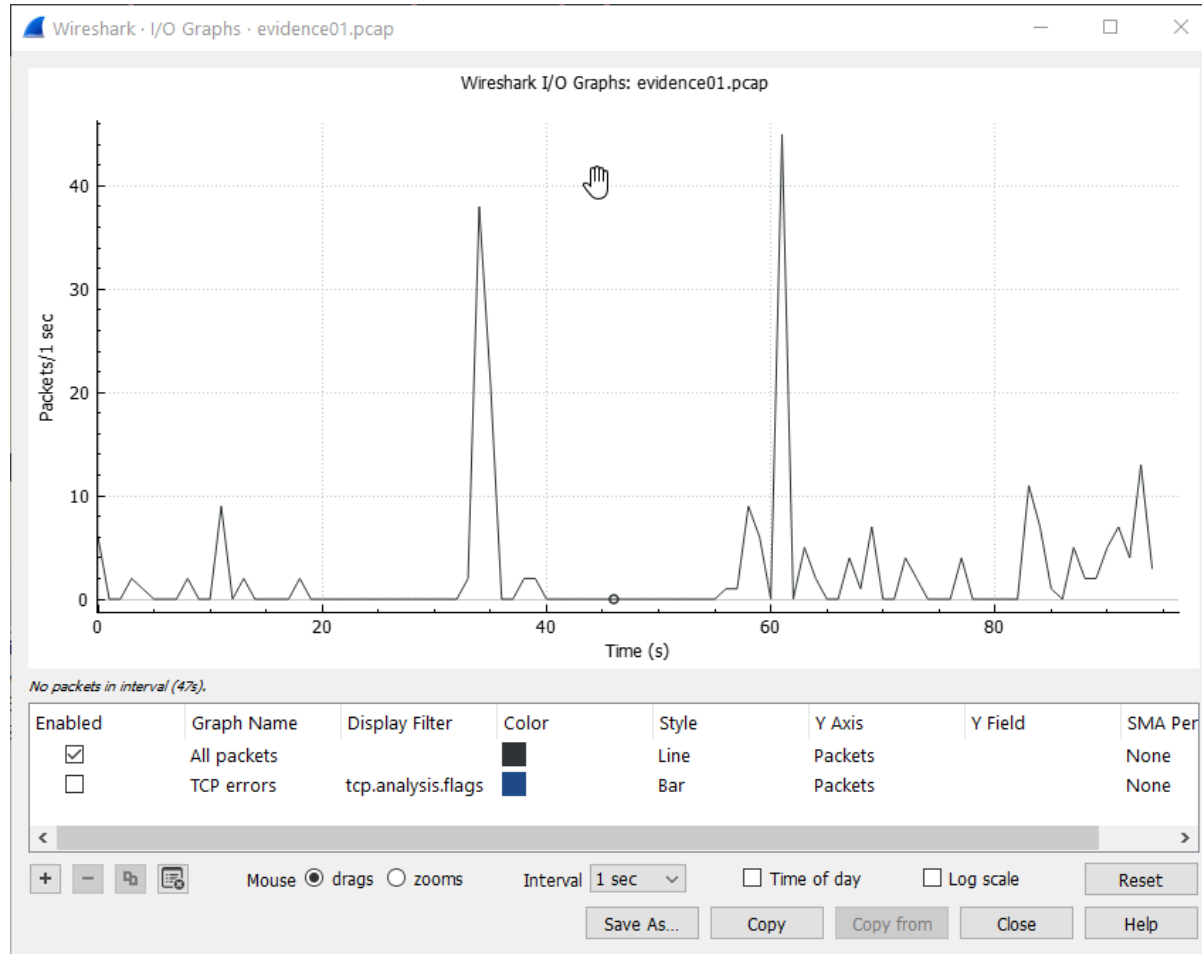 Wireshark · I/O Graphs · evidence01.pcap
Wireshark I/O Graphs: evidence01.pcap
Packets/1 sec
40
30
20
10
0
0 20 40 60 80
Time (s)
No packets in interval (47s).
Enabled Graph Name Display Filter Color Style Y Axis Y Field SMA Per
All packets Line Packets None
TCP errors tcp.analysis.flags Bar Packets None
Mouse drags zooms Interval 1 sec Time of day Log scale Reset
Save As... Copy Copy from Close Help